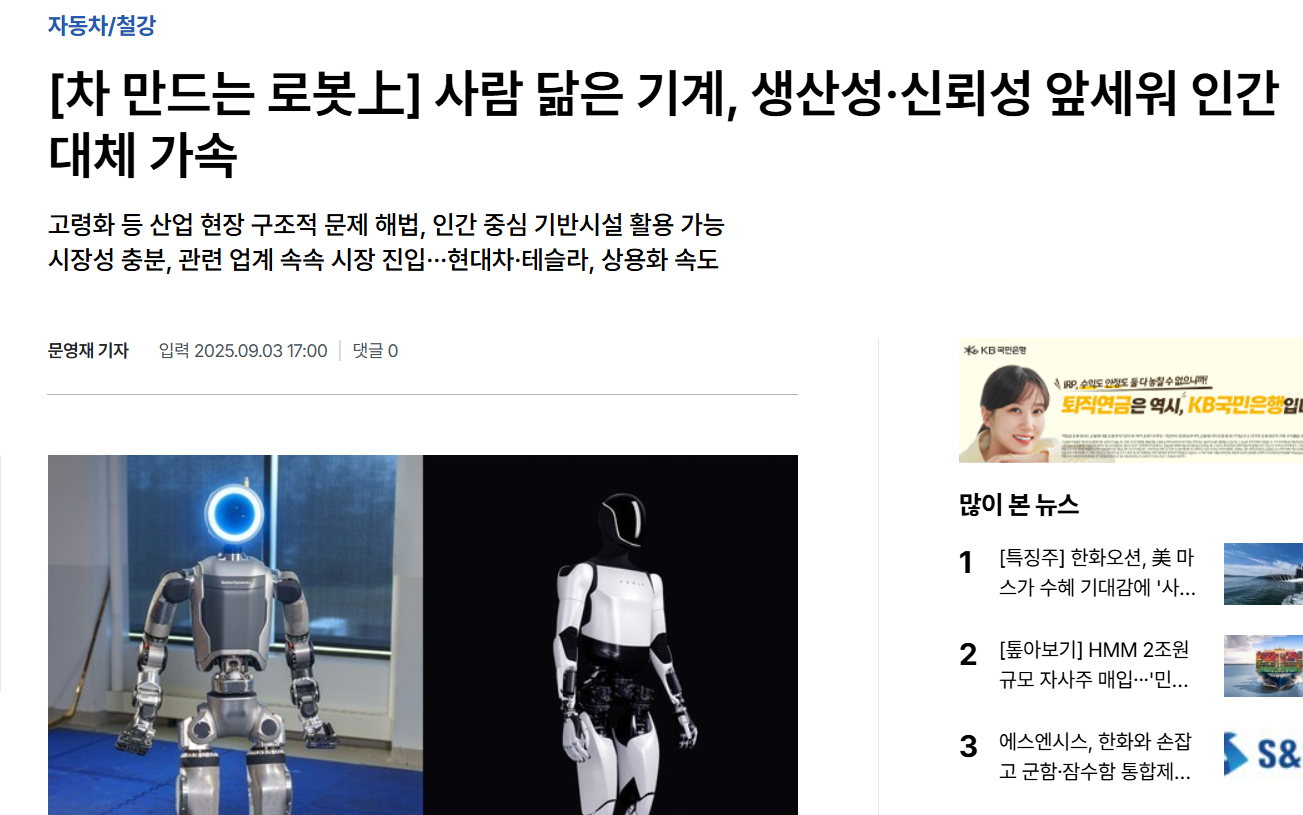 자동차/철강
[차 만드는 로봇上] 사람 닮은 기계, 생산성·신뢰성 앞세워 인간
대체 가속
고령화 등 산업 현장 구조적 문제 해법, 인간 중심 기반시설 활용 가능
시장성 충분, 관련 업계 속속 시장 진입…현대차·테슬라, 상용화 속도
문영재 기자 입력 2025.09.03 17:00 댓글 0
KB국민은행
IRP, 수익도 안정도 둘 다 놓칠 수 없으니까!
퇴직연금은 역시, KB국민은행입니
많이 본 뉴스
1 [특징주] 한화오션, 美 마
스가 수혜 기대감에 '사...
2 [톺아보기] HMM 2조원
규모 자사주 매입…'민...
3 에스엔시스, 한화와 손잡
고 군함·잠수함 통합제...
S&
BostonDynamics
TESLA